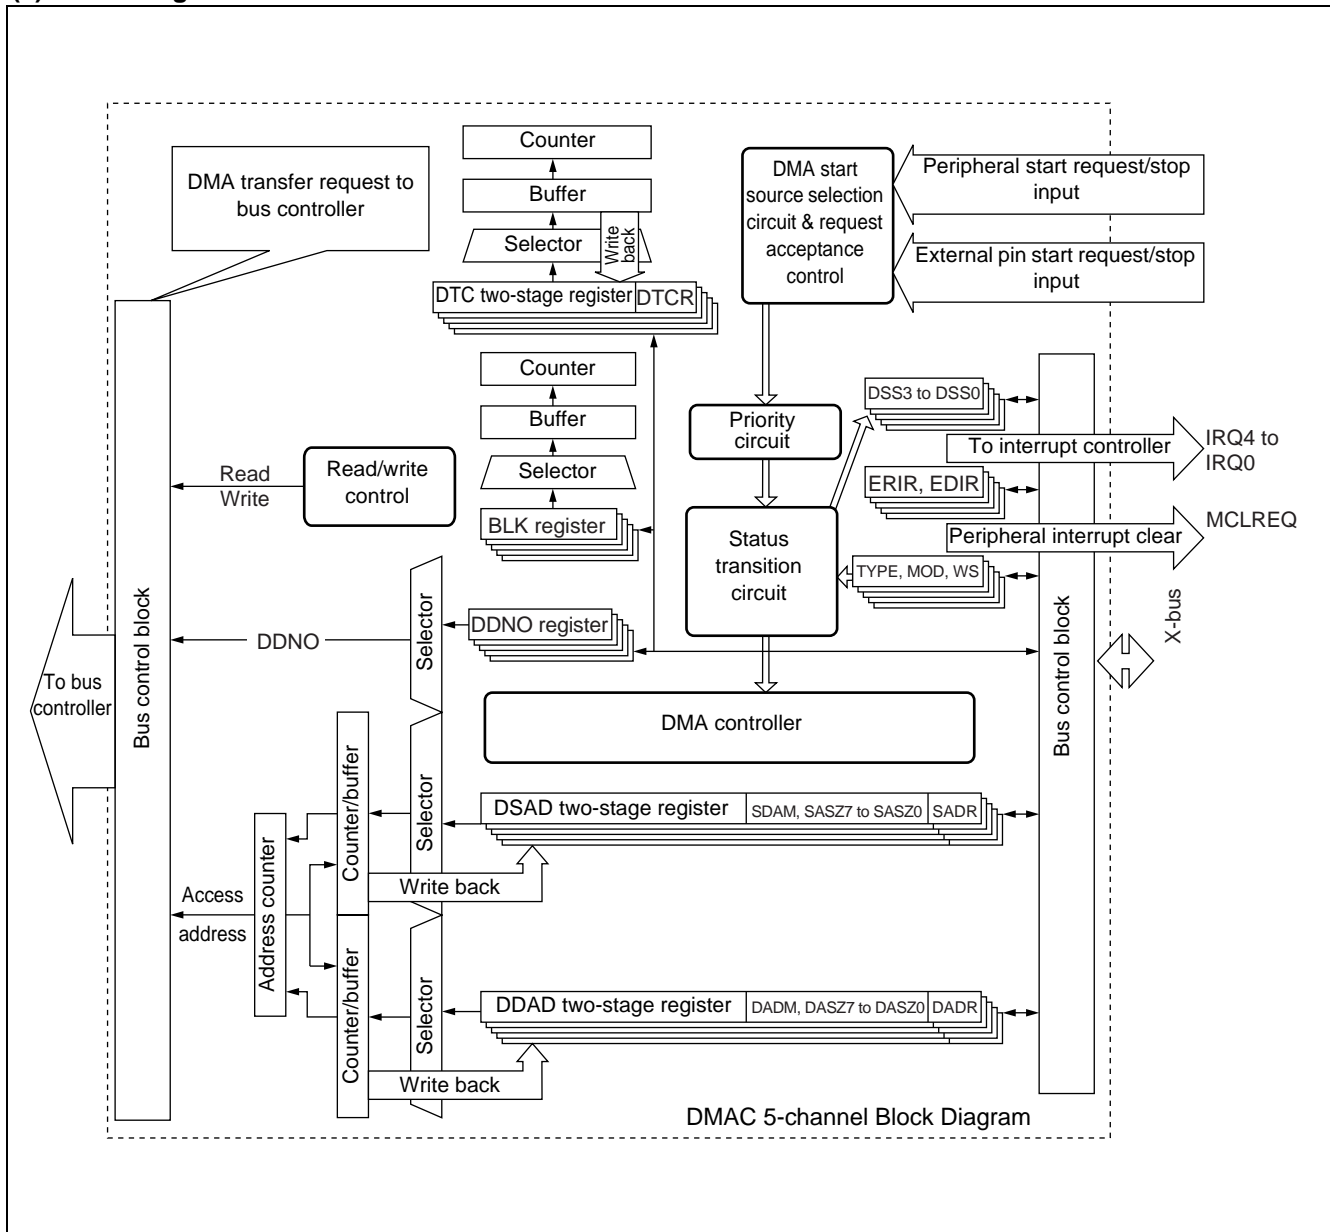 DMA transfer request to
bus controller
Counter
Buffer
Selector
Write
back
DTC two-stage register
DTCR
DMA start
source selection
circuit & request
acceptance
control
Peripheral start request/stop
input
External pin start request/stop
input
Counter
Buffer
Selector
BLK register
Priority
circuit
DSS3 to DSS0
To interrupt controller
IRQ4 to
IRQ0
ERIR, EDIR
Peripheral interrupt clear
MCLREQ
Read
Write
Read/write
control
Status
transition
circuit
TYPE, MOD, WS
X-bus
Bus control block
DDNO
Selector
DDNO register
Bus control block
To bus
controller
DMA controller
Counter/buffer
Selector
DSAD two-stage register
SDAM, SASZ7 to SASZ0
SADR
Write back
Address counter
Access
address
Counter/buffer
Selector
DDAD two-stage register
DADM, DASZ7 to DASZ0
DADR
Write back
DMAC 5-channel Block Diagram